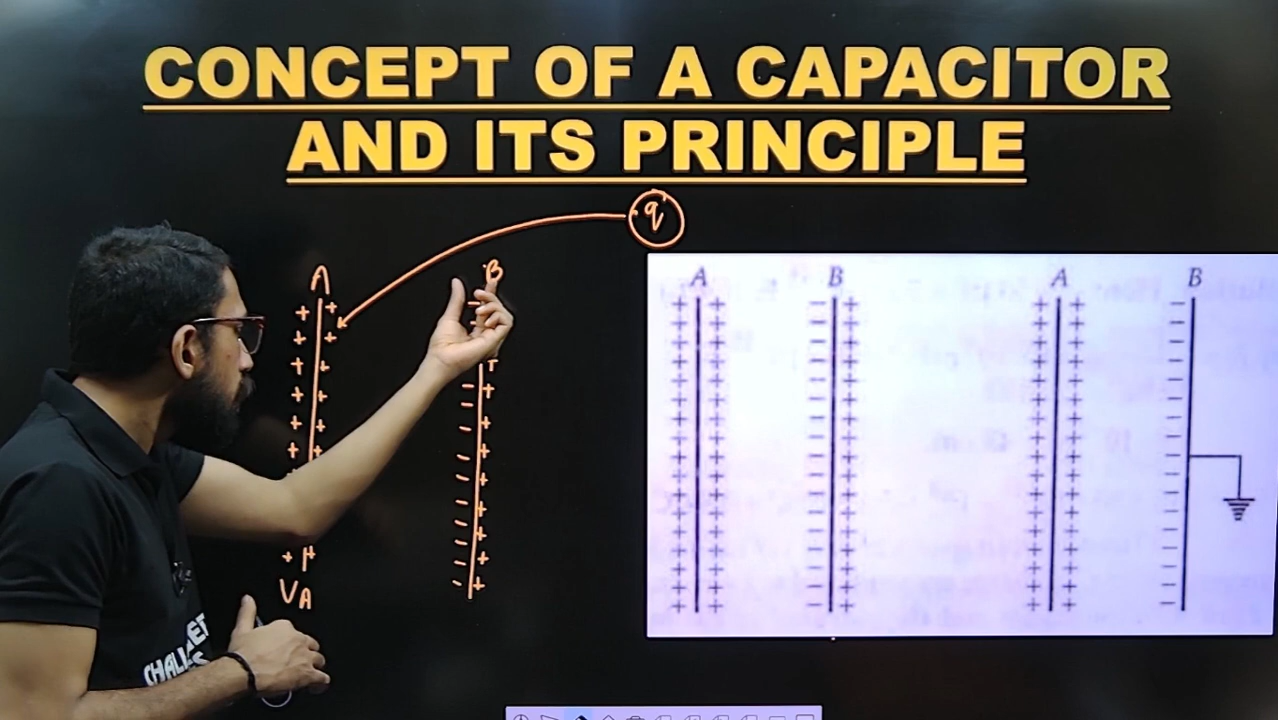 CONCEPT OF A CAPACITOR
AND ITS PRINCIPLE
q
A
B
VA
A B A B